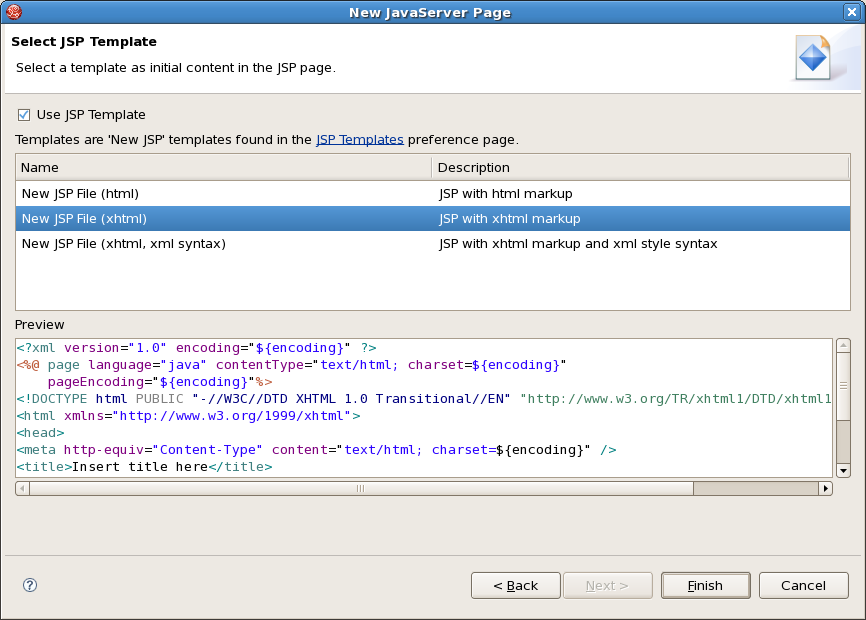 New JavaServer Page
Select JSP Template
Select a template as initial content in the JSP page.
Use JSP Template
Templates are 'New JSP' templates found in the JSP Templates preference page.
Name Description
New JSP File (html) JSP with html markup
New JSP File (xhtml) JSP with xhtml markup
New JSP File (xhtml, xml syntax) JSP with xhtml markup and xml style syntax
Preview
<?xml version="1.0" encoding="${encoding}" ?>
<%@ page language="java" contentType="text/html; charset=${encoding}"
    pageEncoding="${encoding}"%>
<!DOCTYPE html PUBLIC "-//W3C//DTD XHTML 1.0 Transitional//EN" "http://www.w3.org/TR/xhtml1/DTD/xhtml1
<html xmlns="http://www.w3.org/1999/xhtml">
<head>
<meta http-equiv="Content-Type" content="text/html; charset=${encoding}" />
<title>Insert title here</title>
? < Back Next > Finish Cancel